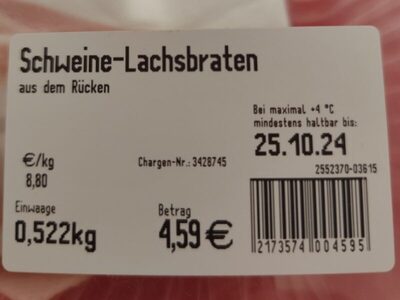 Schweine-Lachsbraten
aus dem Rücken
Bei maximal +4 °C
mindestens haltbar bis:
25.10.24
2552370-03615
€/kg
8,80
Chargen-Nr.: 3428745
Einwaage
0,522kg
Betrag
4,59€
2173574 004595